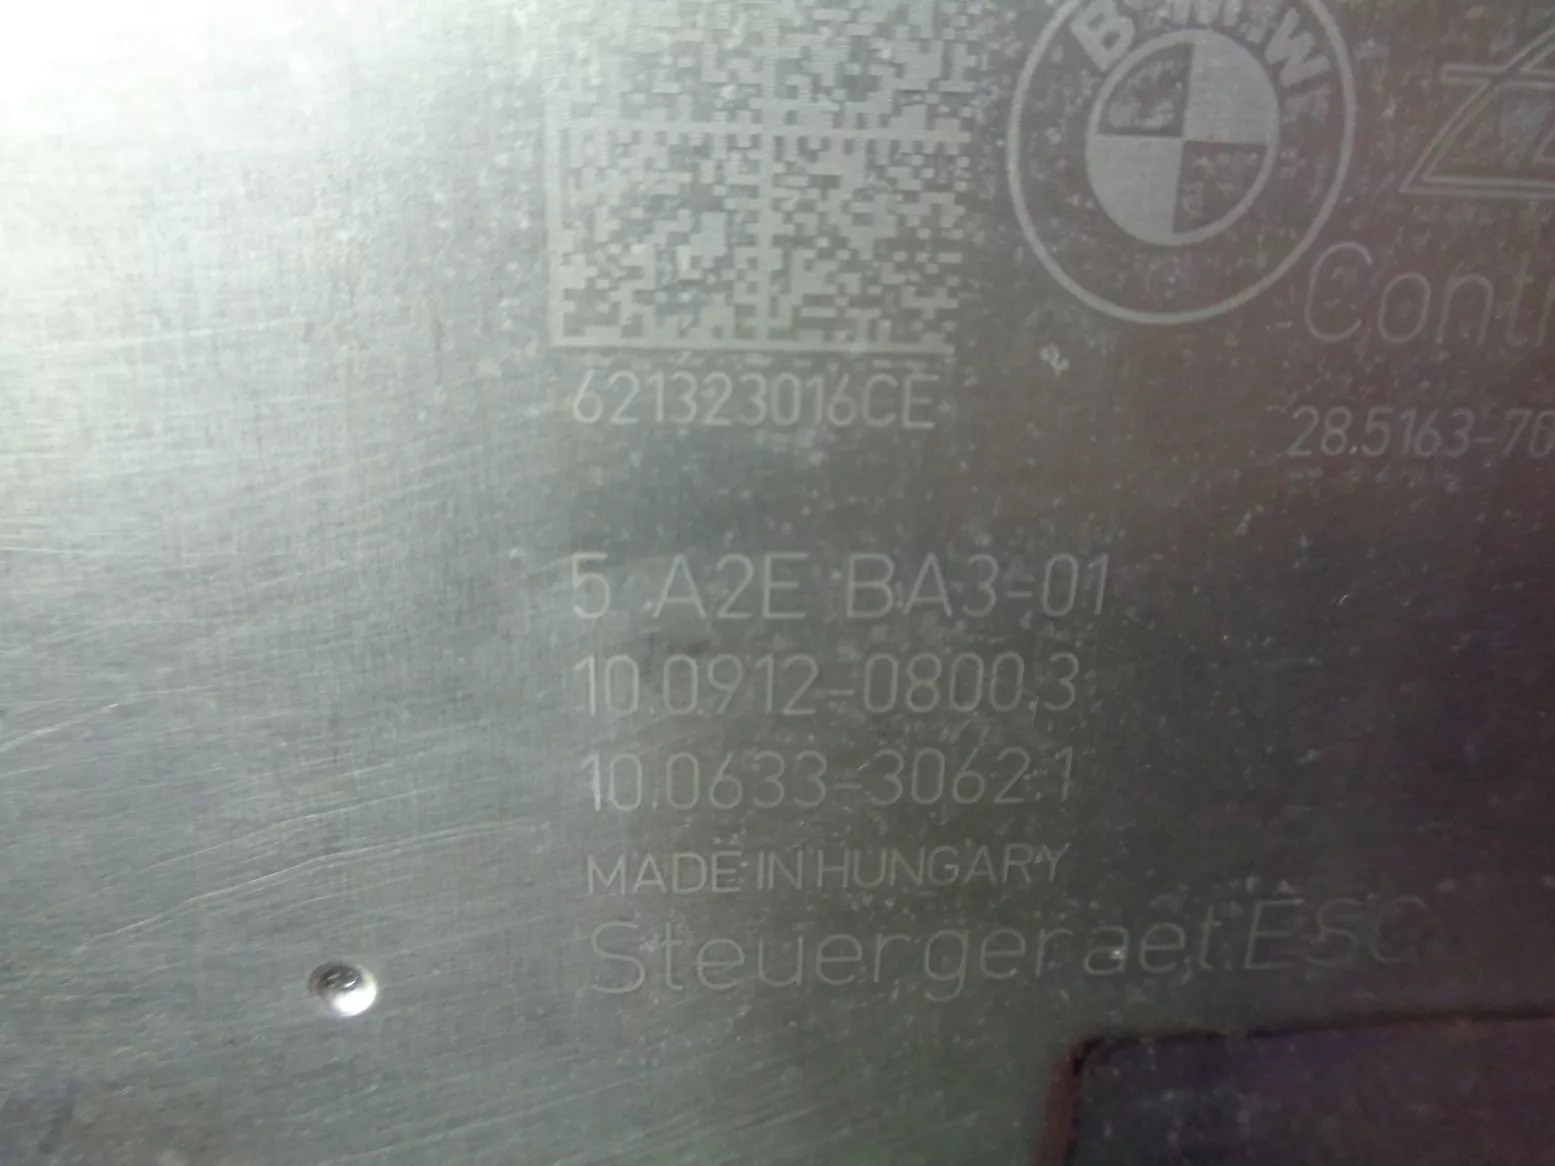 BMW
Conti
621323016CE
28.5163-70
5 A2E BA3-01
10.0912-0800.3
10.0633-3062.1
MADE IN HUNGARY
Steuergeraet ESC